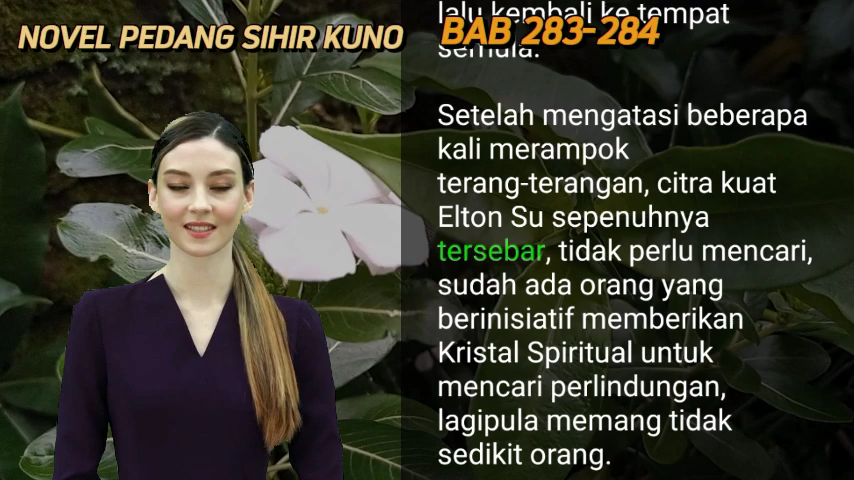 NOVEL PEDANG SIHIR KUNO
BAB 283-284
lalu kembali ke tempat
semula.
Setelah mengatasi beberapa
kali merampok
terang-terangan, citra kuat
Elton Su sepenuhnya
tersebar, tidak perlu mencari,
sudah ada orang yang
berinisiatif memberikan
Kristal Spiritual untuk
mencari perlindungan,
lagipula memang tidak
sedikit orang.